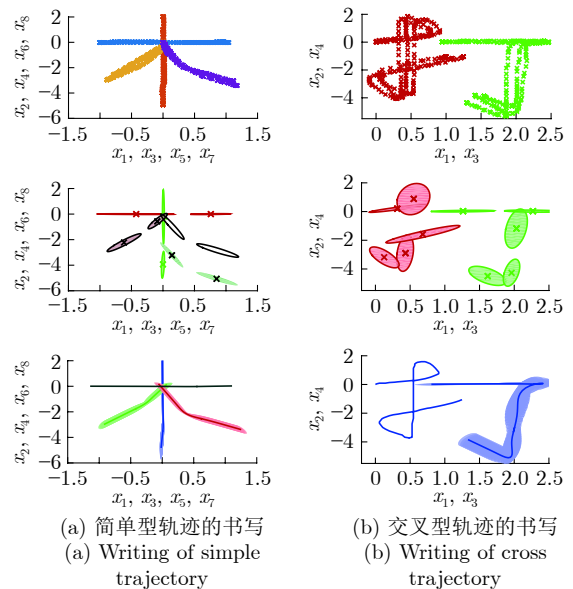 x2, x4, x6, x8
2
0
−2
−4
−6
−1.5 −0.5 0.5 1.5
x1, x3, x5, x7
x2, x4
2
0
−2
−4
0 0.5 1.0 1.5 2.0 2.5
x1, x3
x2, x4, x6, x8
2
0
−2
−4
−6
−1.5 −0.5 0.5 1.5
x1, x3, x5, x7
x2, x4
2
0
−2
−4
0 0.5 1.0 1.5 2.0 2.5
x1, x3
x2, x4, x6, x8
2
0
−2
−4
−6
−1.5 −0.5 0.5 1.5
x1, x3, x5, x7
x2, x4
2
0
−2
−4
0 0.5 1.0 1.5 2.0 2.5
x1, x3
(a) 简单型轨迹的书写
(a) Writing of simple
trajectory
(b) 交叉型轨迹的书写
(b) Writing of cross
trajectory